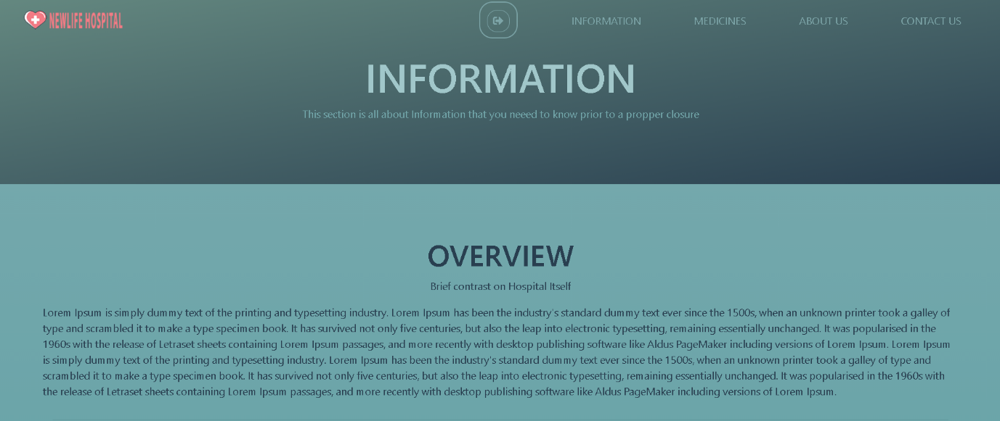 NEWLIFE HOSPITAL
INFORMATION
MEDICINES
ABOUT US
CONTACT US
INFORMATION
This section is all about Information that you neeed to know prior to a propper closure
OVERVIEW
Brief contrast on Hospital Itself
Lorem Ipsum is simply dummy text of the printing and typesetting industry. Lorem Ipsum has been the industry's standard dummy text ever since the 1500s, when an unknown printer took a galley of
type and scrambled it to make a type specimen book. It has survived not only five centuries, but also the leap into electronic typesetting, remaining essentially unchanged. It was popularised in the
1960s with the release of Letraset sheets containing Lorem Ipsum passages, and more recently with desktop publishing software like Aldus PageMaker including versions of Lorem Ipsum. Lorem Ipsum
is simply dummy text of the printing and typesetting industry. Lorem Ipsum has been the industry's standard dummy text ever since the 1500s, when an unknown printer took a galley of type and
scrambled it to make a type specimen book. It has survived not only five centuries, but also the leap into electronic typesetting, remaining essentially unchanged. It was popularised in the 1960s with
the release of Letraset sheets containing Lorem Ipsum passages, and more recently with desktop publishing software like Aldus PageMaker including versions of Lorem Ipsum.